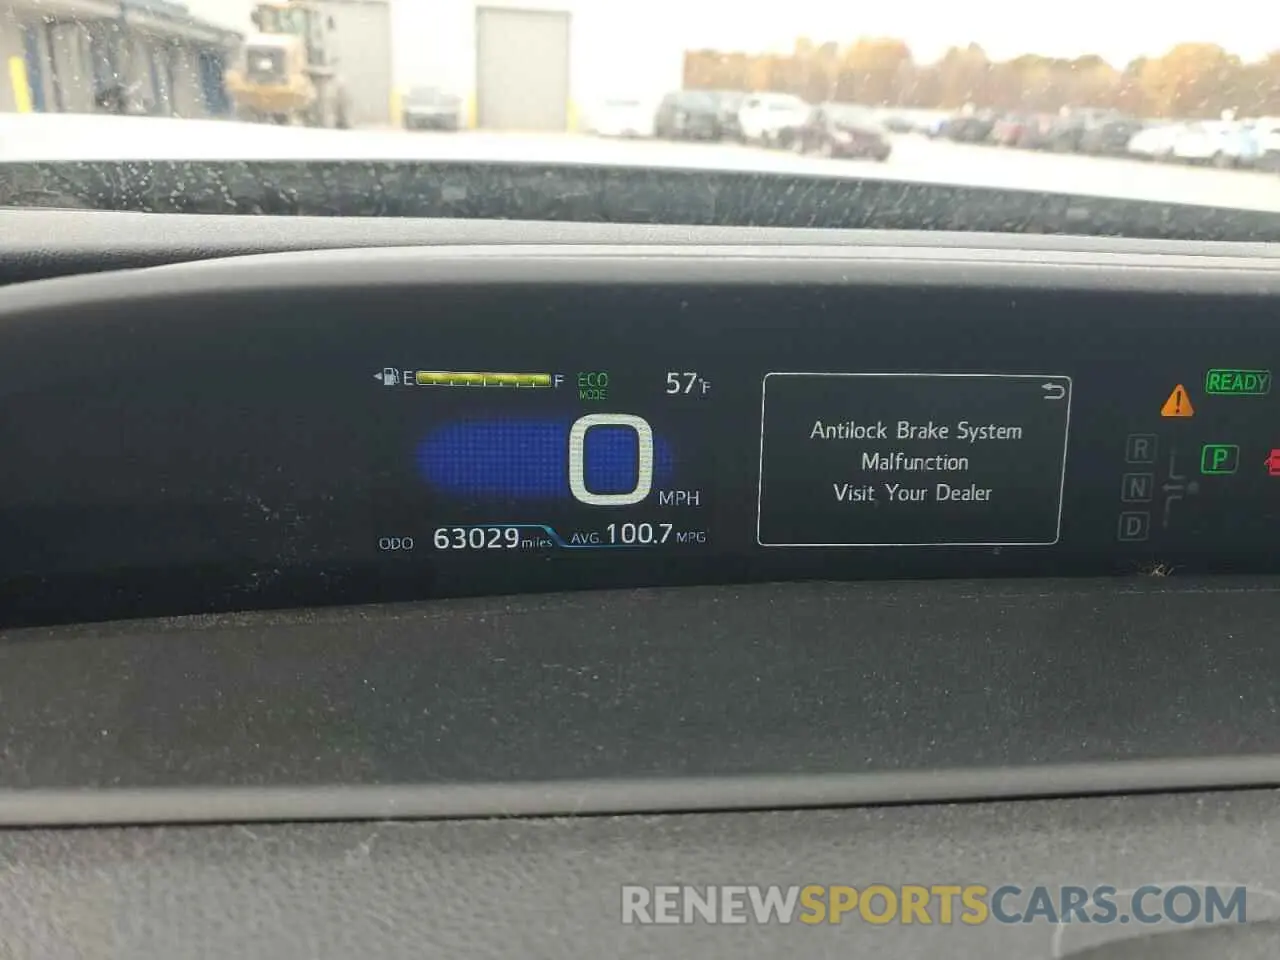 E F ECO
MODE
57°F
0 MPH
ODO 63029 miles AVG. 100.7 MPG
Antilock Brake System
Malfunction
Visit Your Dealer
READY
R
N
D
P
RENEWSPORTSCARS.COM